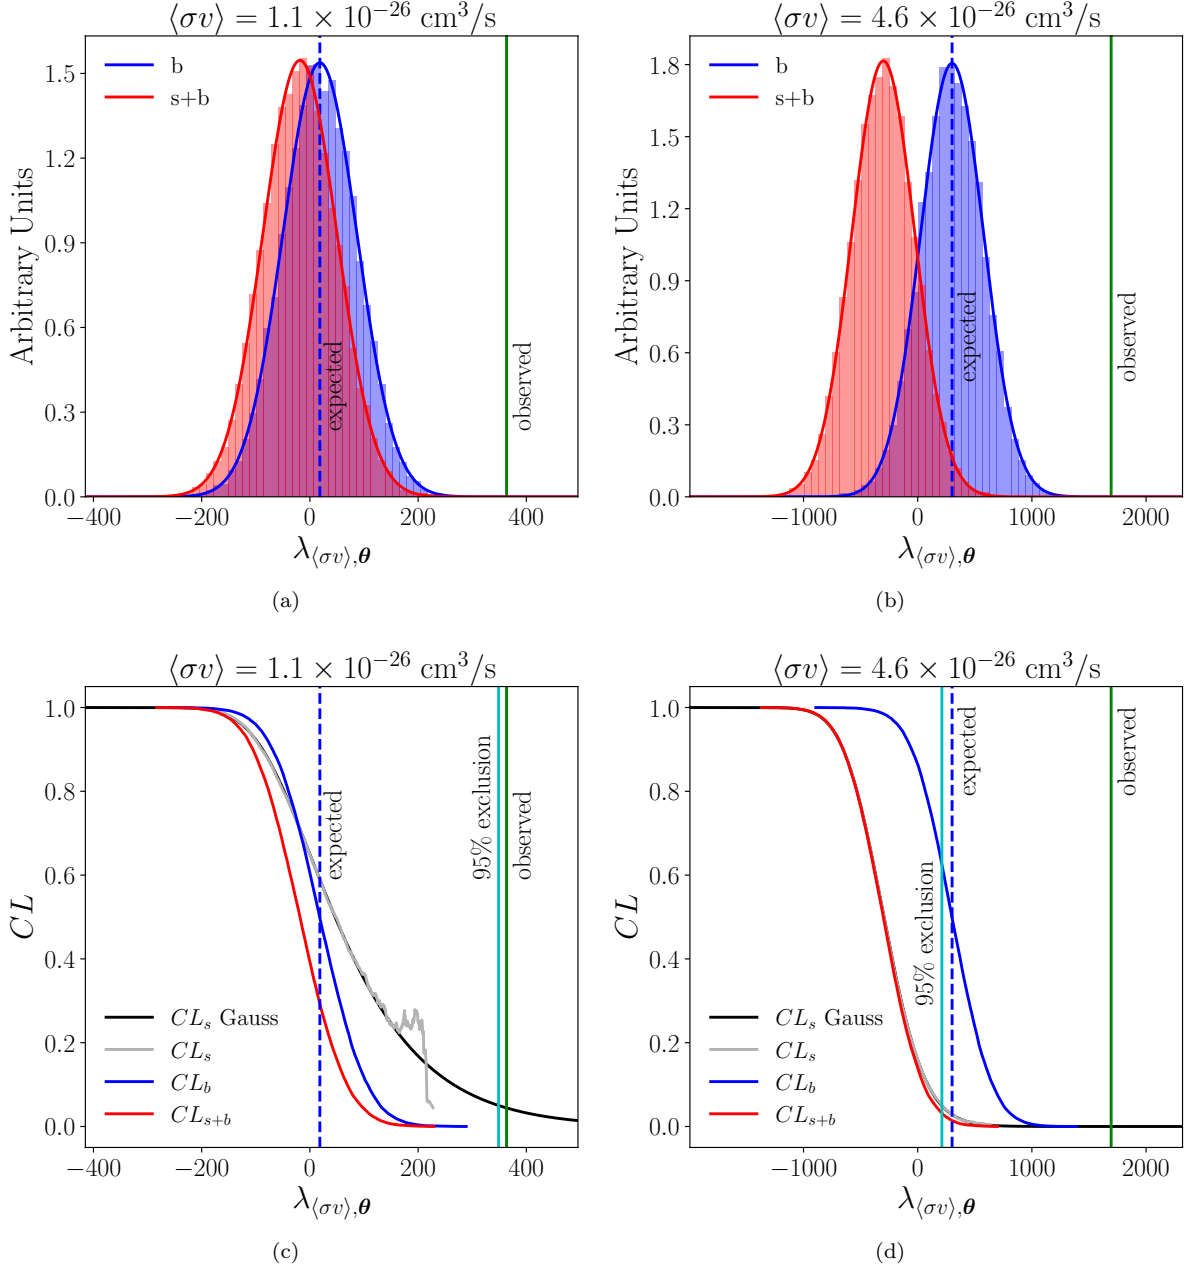 ⟨σv⟩ = 1.1 × 10⁻²⁶ cm³/s
b
s+b
Arbitrary Units
1.5
1.2
0.9
0.6
0.3
0.0
expected
observed
−400 −200 0 200 400
λ⟨σv⟩,θ
(a)
⟨σv⟩ = 4.6 × 10⁻²⁶ cm³/s
b
s+b
Arbitrary Units
1.8
1.5
1.2
0.9
0.6
0.3
0.0
expected
observed
−1000 0 1000 2000
λ⟨σv⟩,θ
(b)
⟨σv⟩ = 1.1 × 10⁻²⁶ cm³/s
CL
1.0
0.8
0.6
0.4
0.2
0.0
expected
95% exclusion
observed
CLₛ Gauss
CLₛ
CL_b
CLₛ₊b
−400 −200 0 200 400
λ⟨σv⟩,θ
(c)
⟨σv⟩ = 4.6 × 10⁻²⁶ cm³/s
CL
1.0
0.8
0.6
0.4
0.2
0.0
95% exclusion
expected
observed
CLₛ Gauss
CLₛ
CL_b
CLₛ₊b
−1000 0 1000 2000
λ⟨σv⟩,θ
(d)